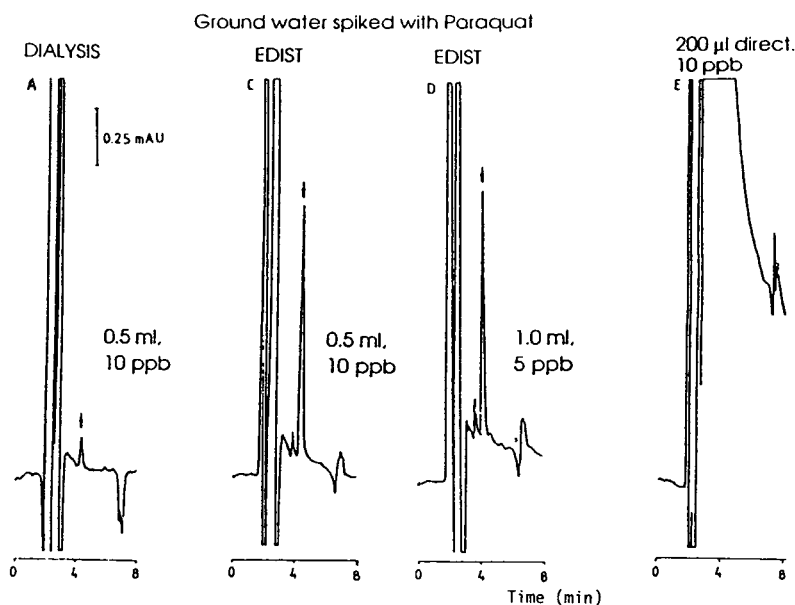 Ground water spiked with Paraquat
DIALYSIS
EDIST
EDIST
200 µl direct.
10 ppb
A
C
D
E
0.25 mAU
0.5 ml,
10 ppb
0.5 ml,
10 ppb
1.0 ml,
5 ppb
0 4 8
0 4 8
0 4 8
0 8
Time (min)